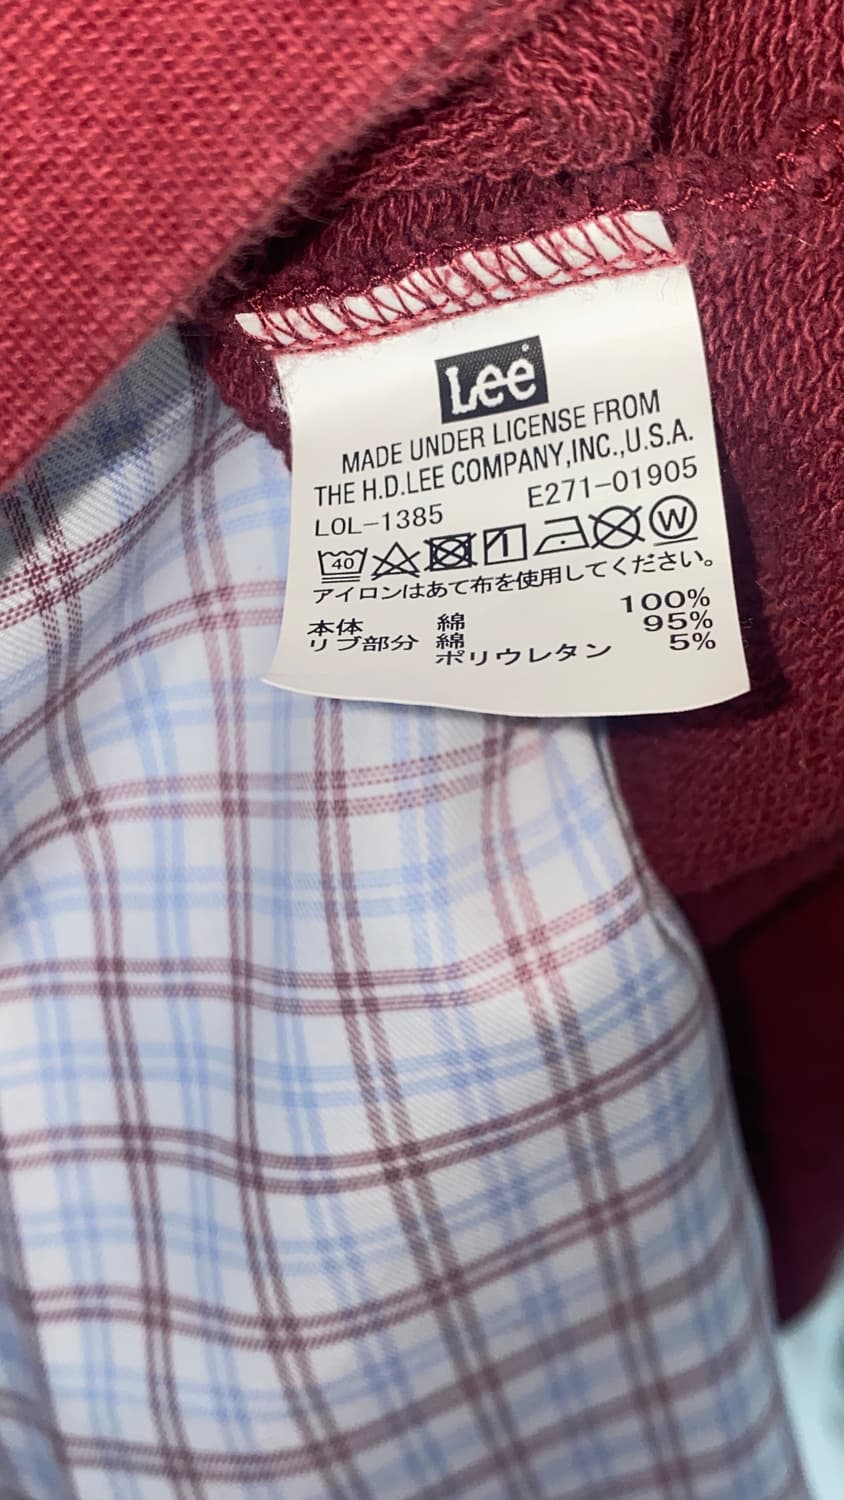 Lee
MADE UNDER LICENSE FROM
THE H.D.LEE COMPANY,INC.,U.S.A.
LOL-1385 E271-01905
40 W
アイロンはあて布を使用してください。
本体 綿 100%
リブ部分 綿 95%
ポリウレタン 5%